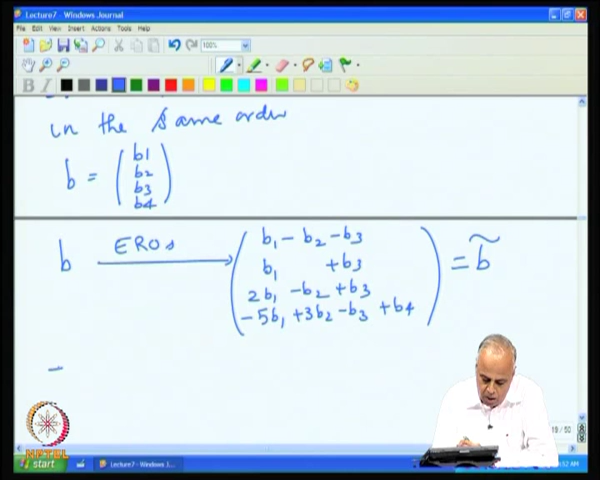 Lecture7 - Windows Journal
File Edit View Insert Actions Tools Help
100%
B I
in the same order
b = ( b1
b2
b3
b4 )
b EROs → ( b₁ - b₂ - b₃
b₁ + b₃
2b₁ - b₂ + b₃
- 5b₁ + 3b₂ - b₃ + b₄ ) = b̃
NPTEL
start
Lecture7 - Windows J...